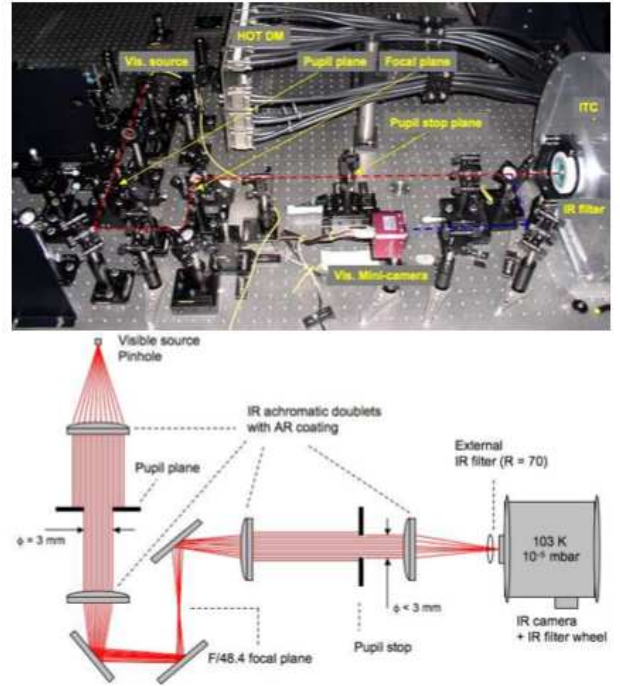 HOT DM
Vis. source
Pupil plane
Focal plane
ITC
Pupil stop plane
IR filter
Vis. Mini-camera
Visible source
Pinhole
IR achromatic doublets
with AR coating
External
IR filter (R = 70)
Pupil plane
ϕ = 3 mm
103 K
10⁻⁵ mbar
ϕ < 3 mm
IR camera
+ IR filter wheel
F/48.4 focal plane
Pupil stop